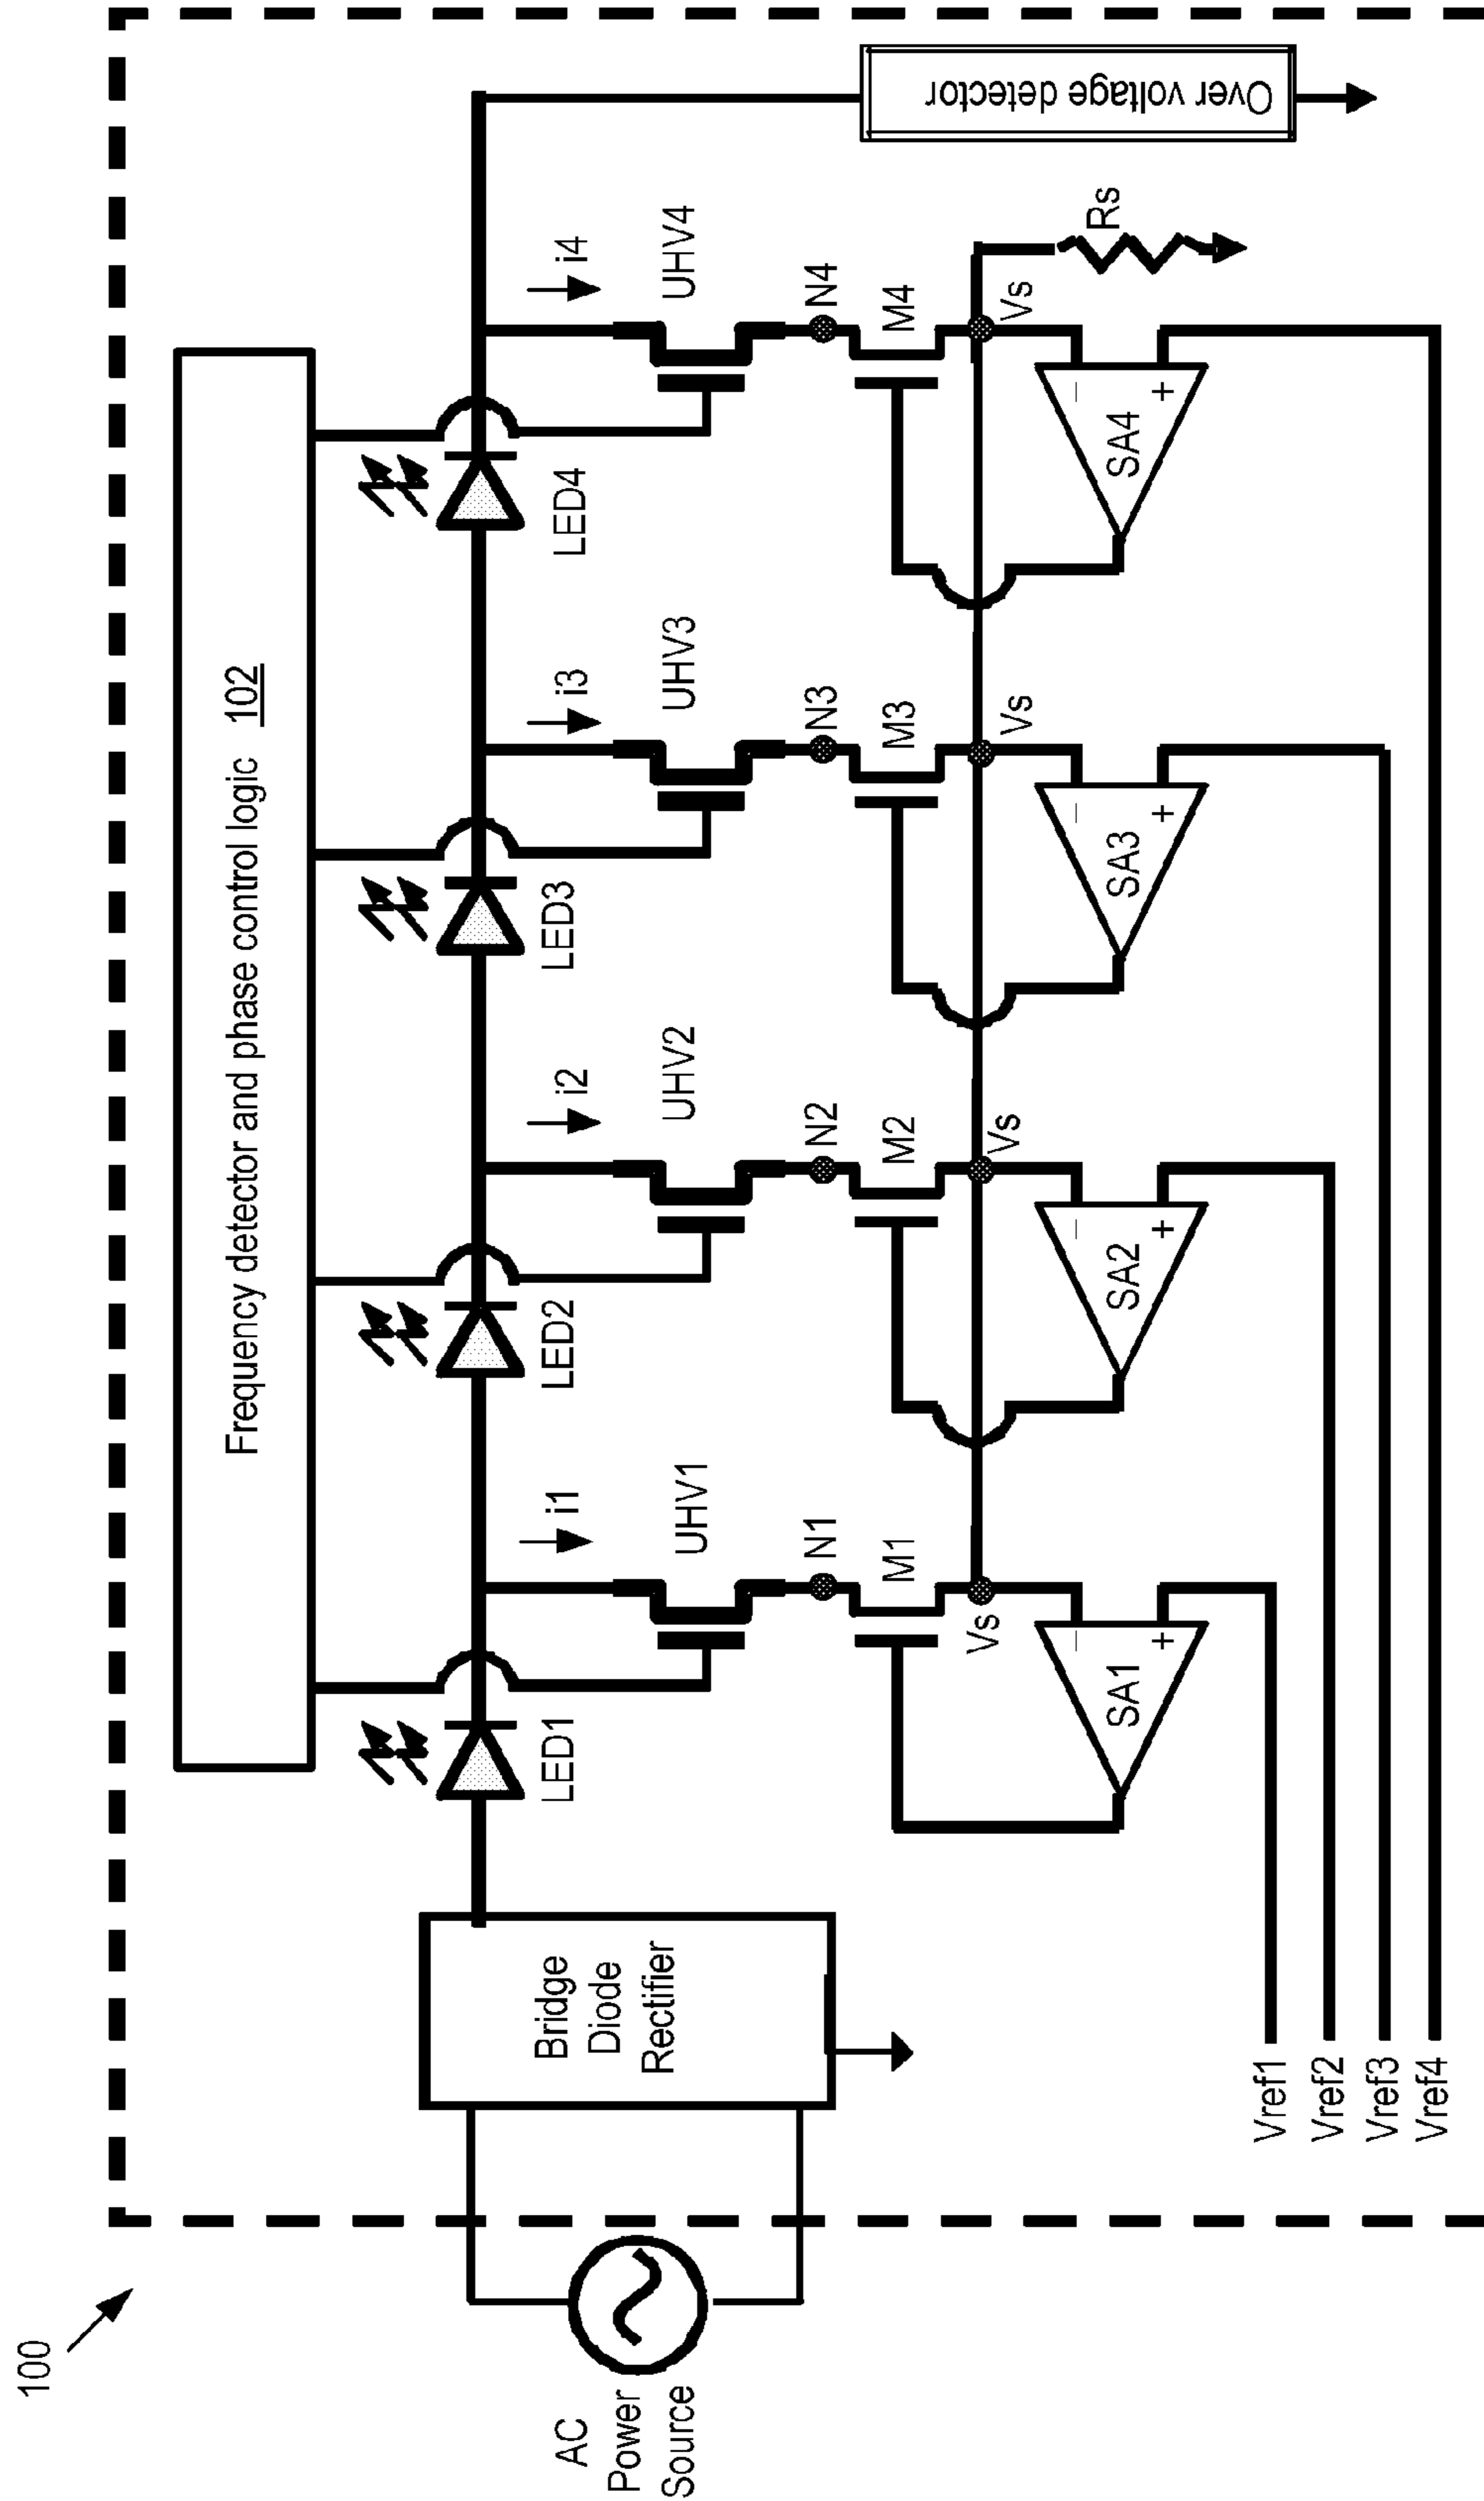 100
Frequency detector and phase control logic 102
AC
Power
Source
Bridge
Diode
Rectifier
LED1
LED2
LED3
LED4
i1
i2
i3
i4
UHV1
UHV2
UHV3
UHV4
N1
N2
N3
N4
M1
M2
M3
M4
Vs
Vs
Vs
Vs
Rs
Over voltage detector
− + SA1
− + SA2
− + SA3
− + SA4
Vref1
Vref2
Vref3
Vref4